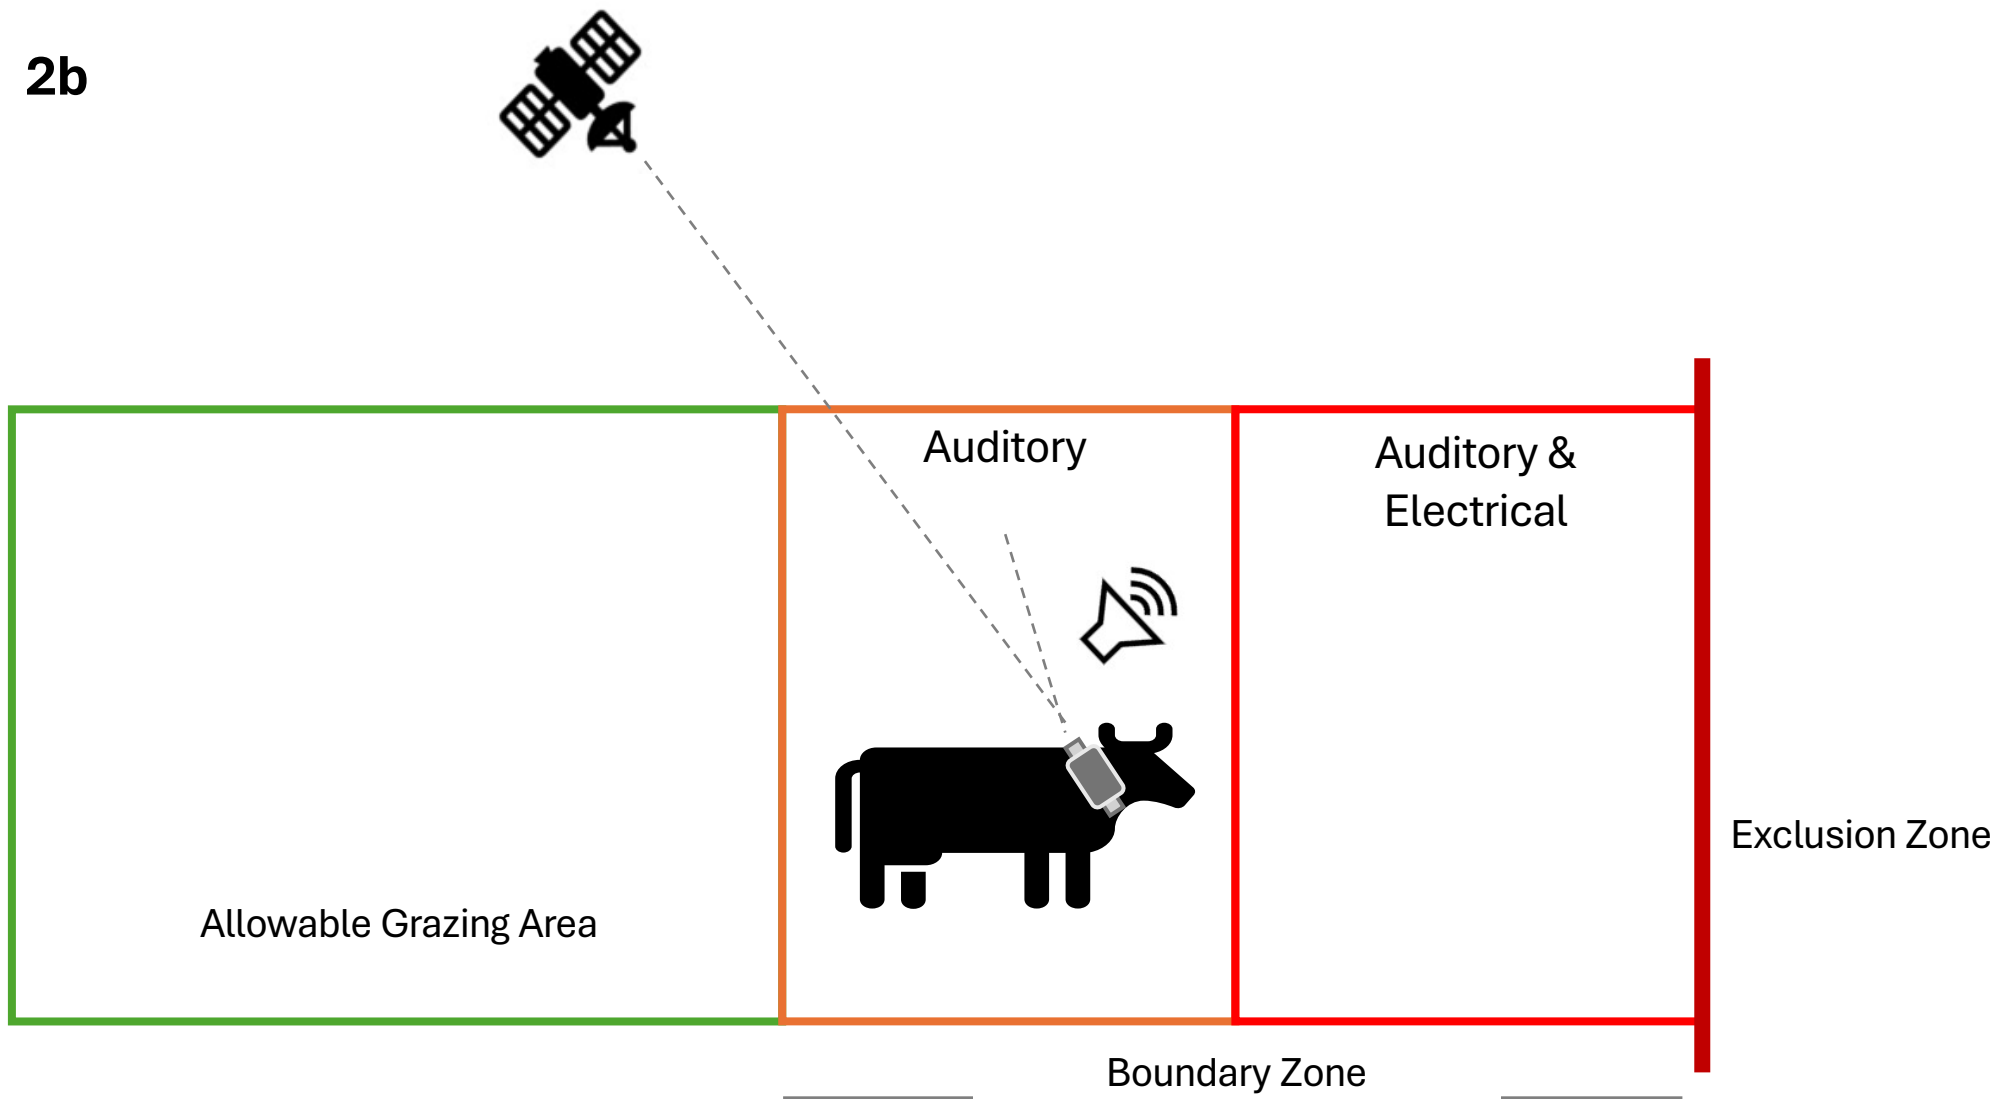 2b
Auditory
Auditory &
Electrical
Exclusion Zone
Allowable Grazing Area
Boundary Zone